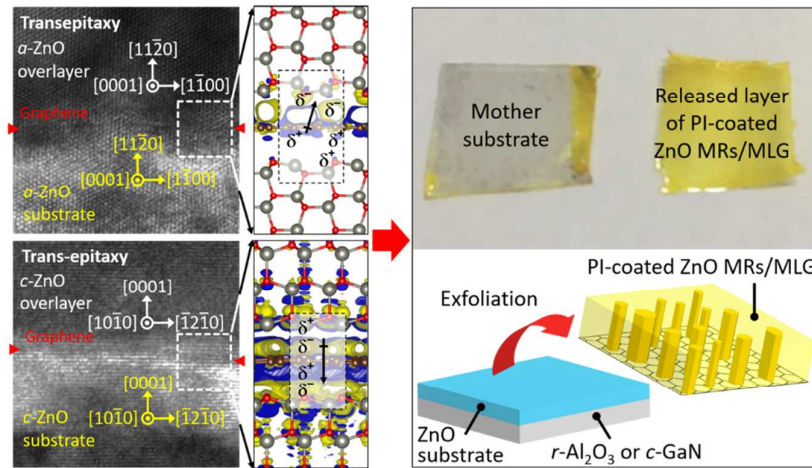 Transepitaxy
a-ZnO
overlayer
[112̄0]
[0001]
[11̄00]
Graphene
[112̄0]
[0001]
[11̄00]
a-ZnO
substrate
δ⁻
δ⁻
δ⁺
δ⁺
δ⁺
Trans-epitaxy
c-ZnO
overlayer
[0001]
[101̄0]
[1̄21̄0]
Graphene
[0001]
[101̄0]
[1̄21̄0]
c-ZnO
substrate
δ⁺
δ⁻
δ⁺
δ⁻
Mother
substrate
Released layer
of PI-coated
ZnO MRs/MLG
PI-coated ZnO MRs/MLG
Exfoliation
ZnO
substrate
r-Al₂O₃ or c-GaN